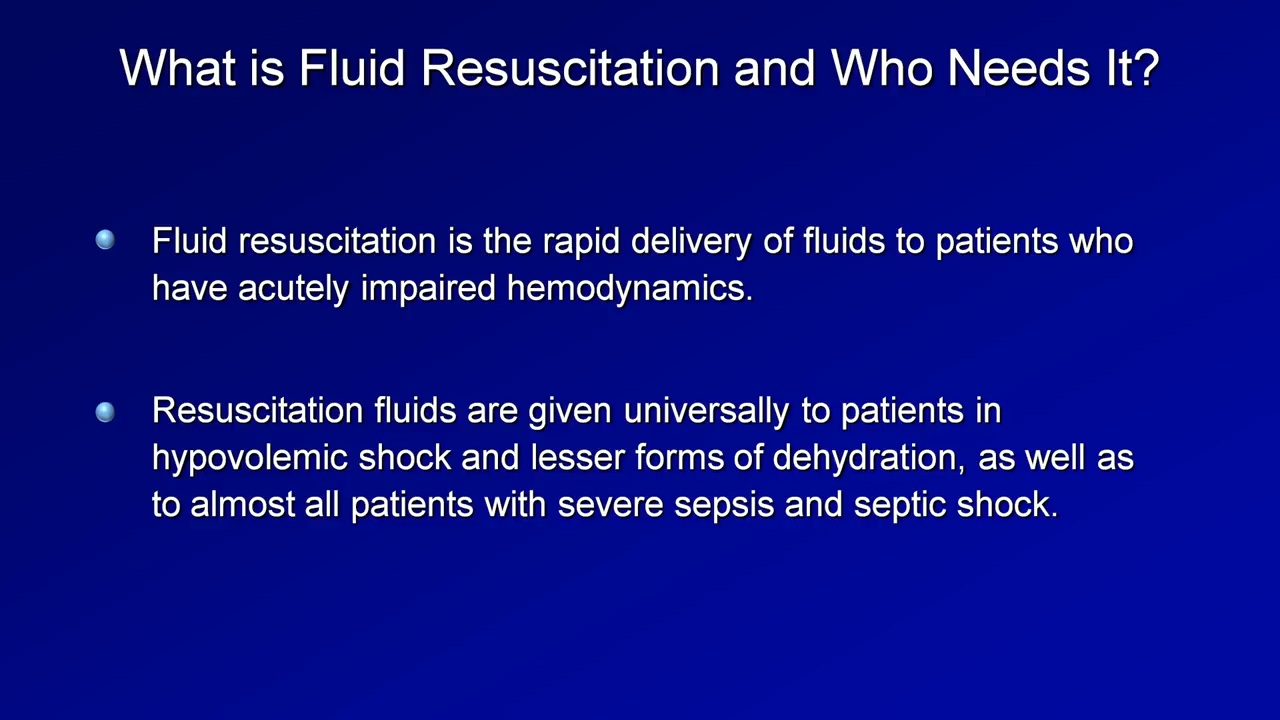 What is Fluid Resuscitation and Who Needs It?
Fluid resuscitation is the rapid delivery of fluids to patients who
have acutely impaired hemodynamics.
Resuscitation fluids are given universally to patients in
hypovolemic shock and lesser forms of dehydration, as well as
to almost all patients with severe sepsis and septic shock.